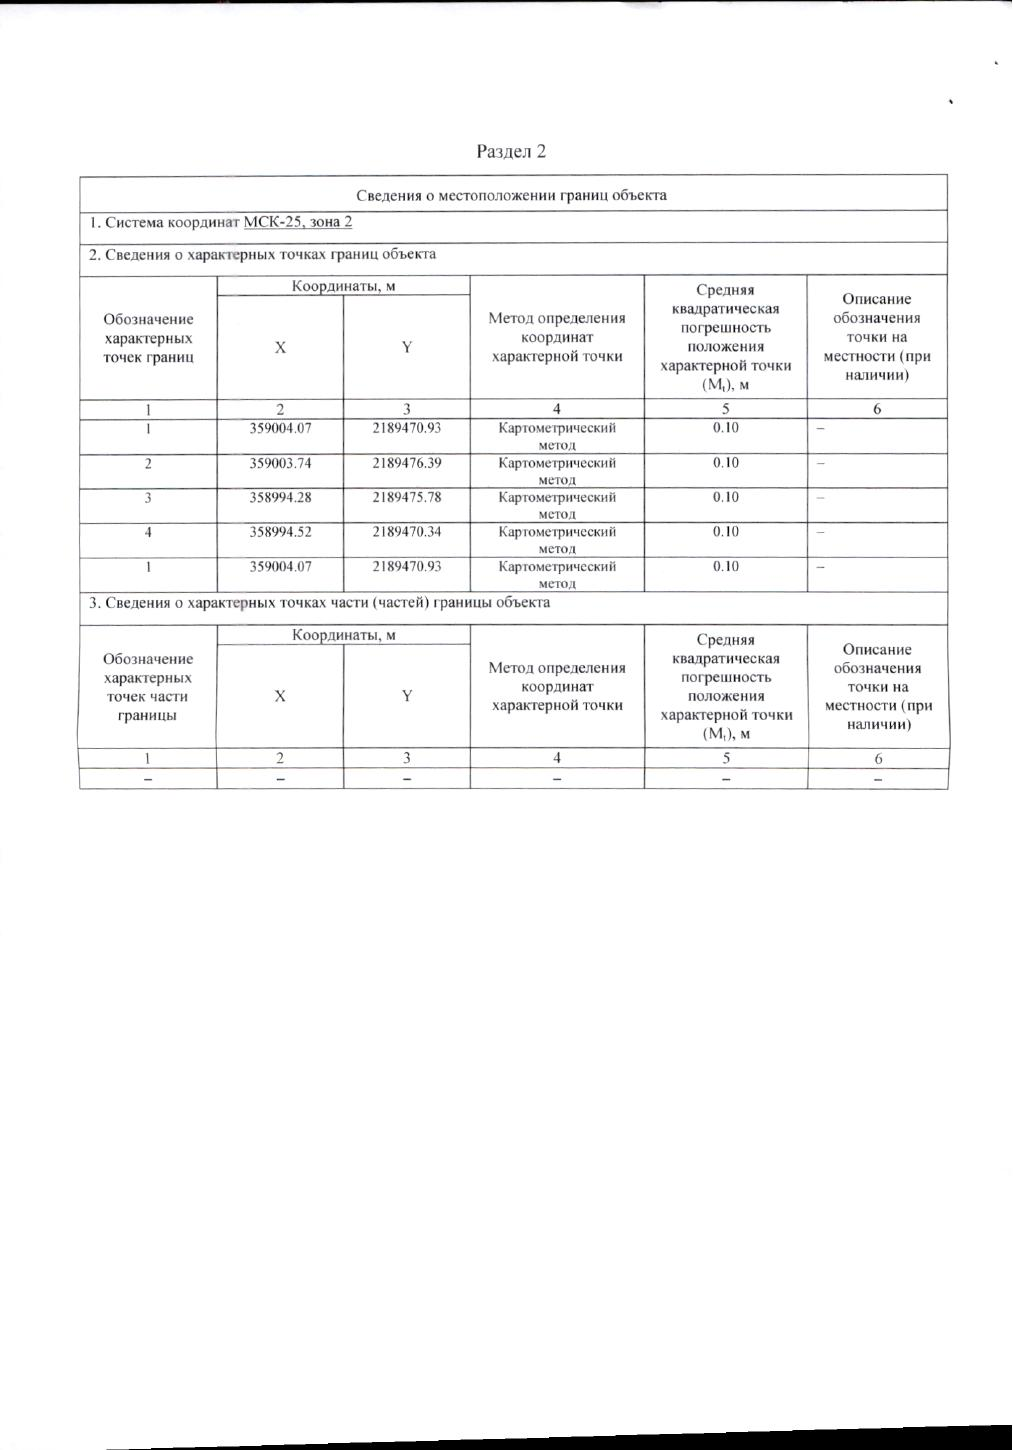 Раздел 2
Сведения о местоположении границ объекта
1. Система координат МСК-25, зона 2
2. Сведения о характерных точках границ объекта
Обозначение
характерных
точек границ
Координаты, м
X
Y
Метод определения
координат
характерной точки
Средняя
квадратическая
погрешность
положения
характерной точки
(Mt), м
Описание
обозначения
точки на
местности (при
наличии)
1 2 3 4 5 6
1 359004.07 2189470.93 Картометрический 0.10 –
метод
2 359003.74 2189476.39 Картометрический 0.10 –
метод
3 358994.28 2189475.78 Картометрический 0.10 –
метод
4 358994.52 2189470.34 Картометрический 0.10 –
метод
1 359004.07 2189470.93 Картометрический 0.10 –
метод
3. Сведения о характерных точках части (частей) границы объекта
Обозначение
характерных
точек части
границы
Координаты, м
X
Y
Метод определения
координат
характерной точки
Средняя
квадратическая
погрешность
положения
характерной точки
(Mt), м
Описание
обозначения
точки на
местности (при
наличии)
1 2 3 4 5 6
– – – – – –